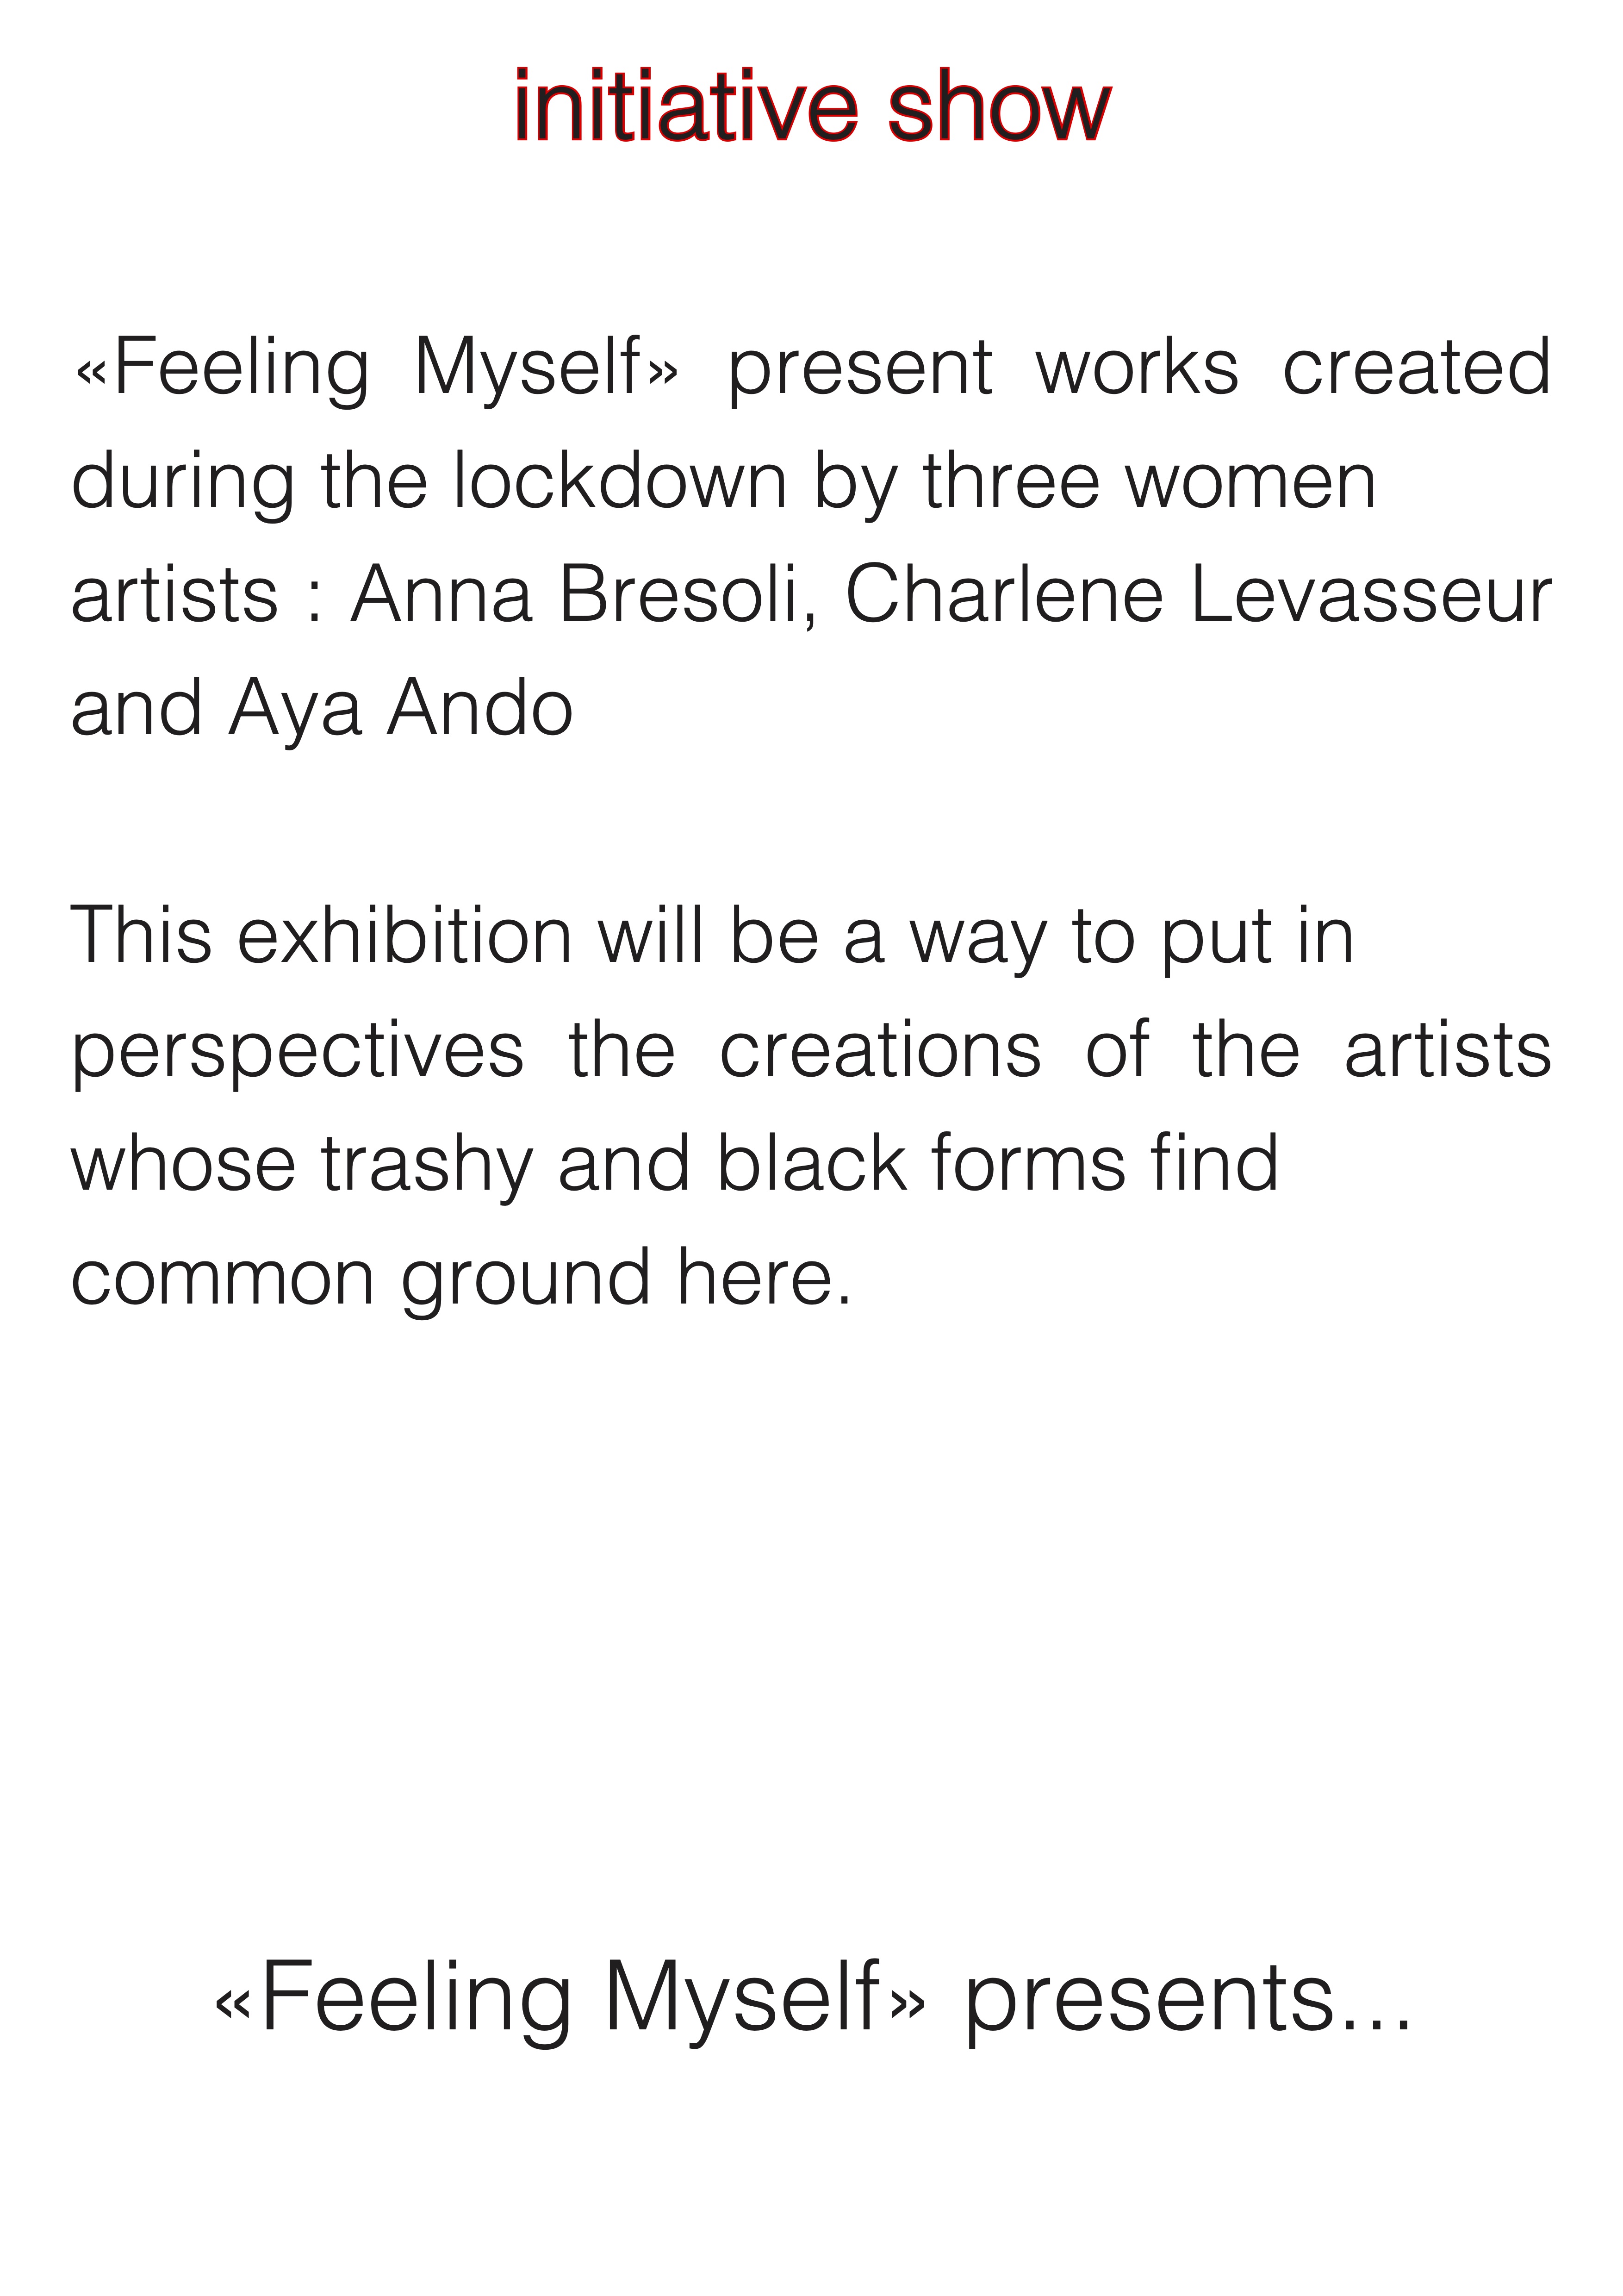 initiative show
«Feeling Myself» present works created
during the lockdown by three women
artists : Anna Bresoli, Charlene Levasseur
and Aya Ando
This exhibition will be a way to put in
perspectives the creations of the artists
whose trashy and black forms find
common ground here.
«Feeling Myself» presents...